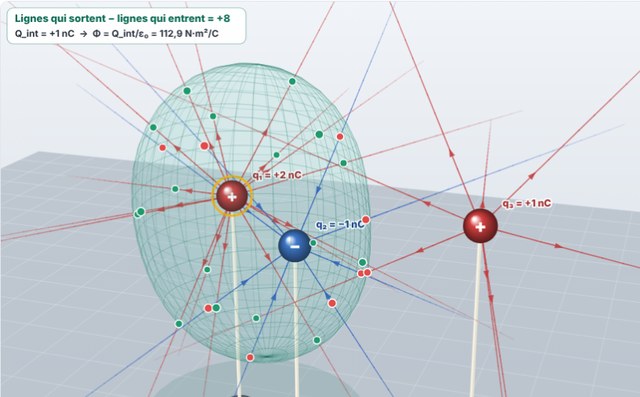 Lignes qui sortent − lignes qui entrent = +8
Q_int = +1 nC → Φ = Q_int/ε₀ = 112,9 N·m²/C
q₁ = +2 nC
q₂ = −1 nC
q₃ = +1 nC
+
−
+